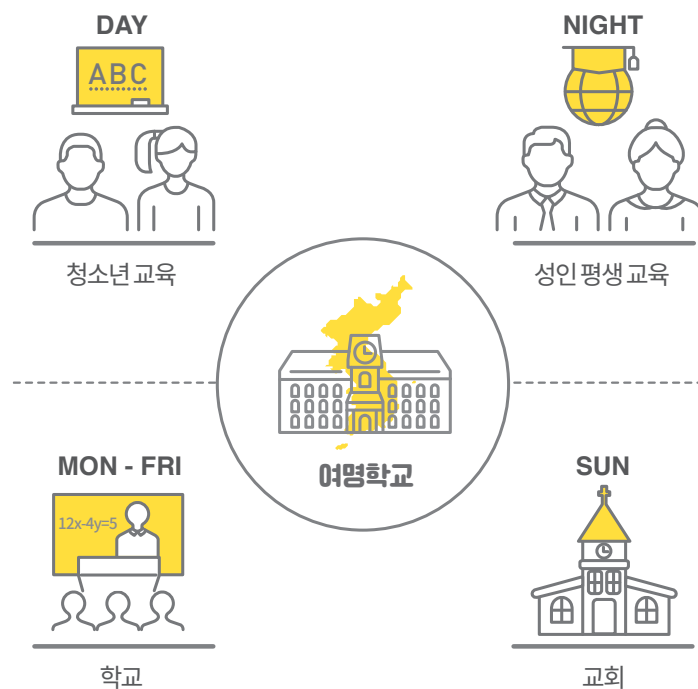 DAY
ABC
청소년 교육
NIGHT
성인 평생 교육
여명학교
MON - FRI
12x-4y=5
학교
SUN
교회